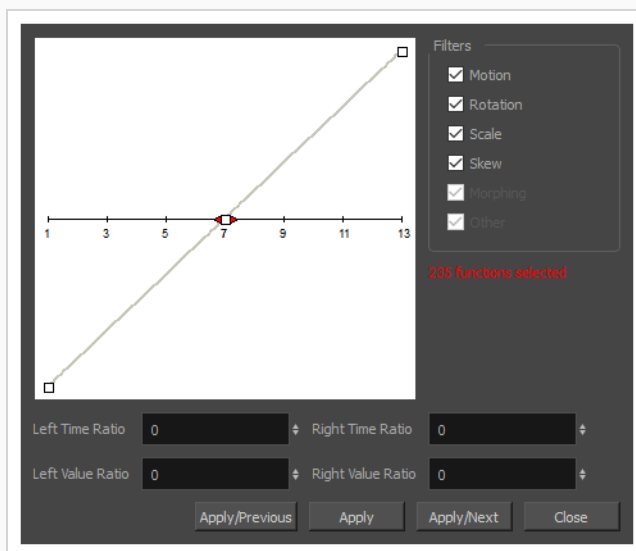 Filters
Motion
Rotation
Scale
Skew
Morphing
Other
1 3 5 7 9 11 13
235 functions selected
Left Time Ratio 0 Right Time Ratio 0
Left Value Ratio 0 Right Value Ratio 0
Apply/Previous Apply Apply/Next Close